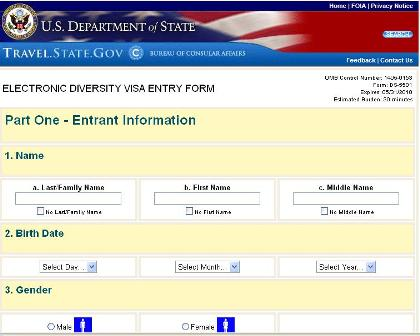 Home | FOIA | Privacy Notice
U.S. DEPARTMENT of STATE
TRAVEL.STATE.GOV
BUREAU OF CONSULAR AFFAIRS
Feedback | Contact Us
ELECTRONIC DIVERSITY VISA ENTRY FORM
OMB Control Number: 1405-0153
Form: DS-5501
Expires:
Estimated Burden: 30 minutes
Part One - Entrant Information
1. Name
a. Last/Family Name
b. First Name
c. Middle Name
No Last/Family Name
No First Name
No Middle Name
2. Birth Date
Select Day...
Select Month...
Select Year...
3. Gender
Male
Female